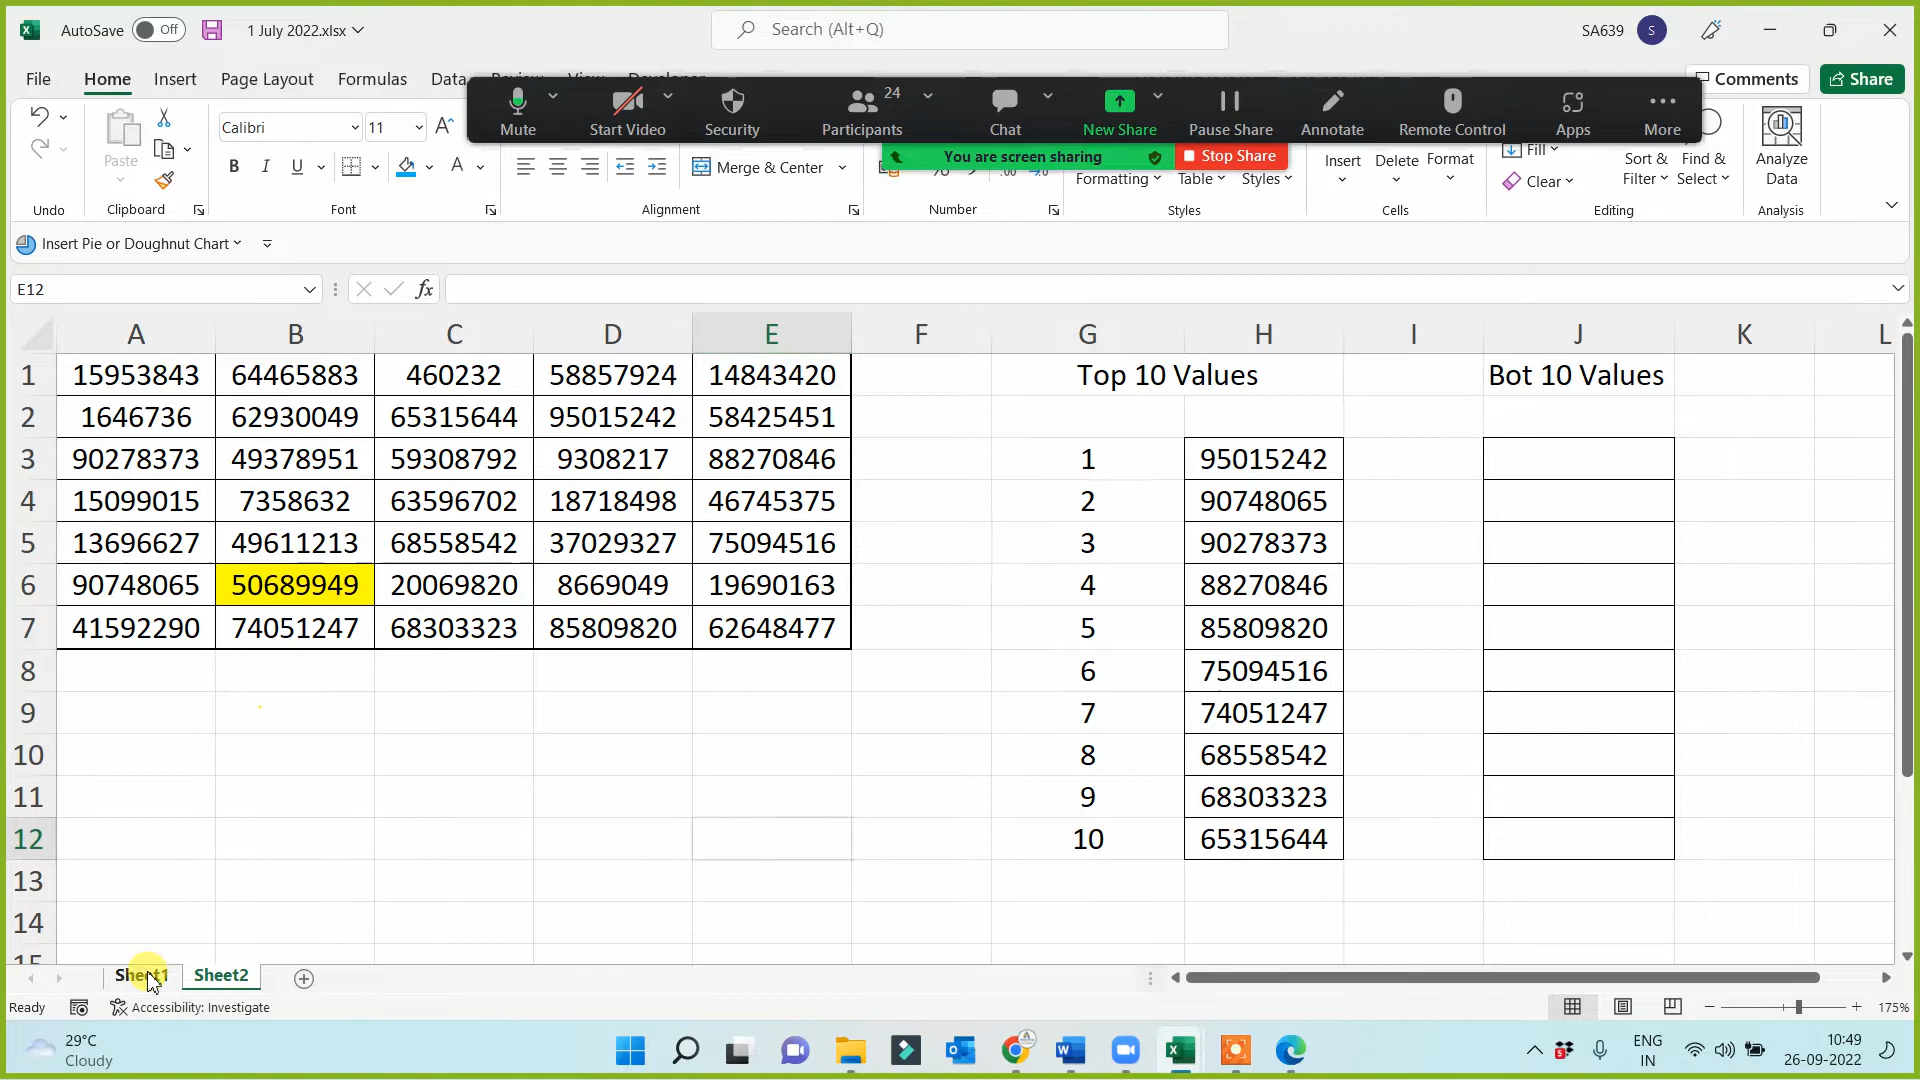 AutoSave Off 1 July 2022.xlsx Search (Alt+Q) SA639 S
File Home Insert Page Layout Formulas Data
Comments Share
Mute Start Video Security Participants 24 Chat New Share Pause Share Annotate Remote Control Apps More
You are screen sharing Stop Share
Paste Calibri 11 A
B I U A Merge & Center
Formatting Table Styles
Insert Delete Format
Fill Clear
Sort & Filter Find & Select
Analyze Data
Undo Clipboard Font Alignment Number Styles Cells Editing Analysis
Insert Pie or Doughnut Chart
E12 fx
A B C D E F G H I J K L
1 15953843 64465883 460232 58857924 14843420 Top 10 Values Bot 10 Values
2 1646736 62930049 65315644 95015242 58425451
3 90278373 49378951 59308792 9308217 88270846 1 95015242
4 15099015 7358632 63596702 18718498 46745375 2 90748065
5 13696627 49611213 68558542 37029327 75094516 3 90278373
6 90748065 50689949 20069820 8669049 19690163 4 88270846
7 41592290 74051247 68303323 85809820 62648477 5 85809820
8 6 75094516
9 7 74051247
10 8 68558542
11 9 68303323
12 10 65315644
13
14
15
Sheet1 Sheet2
Ready Accessibility: Investigate 175%
29°C
Cloudy
ENG
IN
10:49
26-09-2022